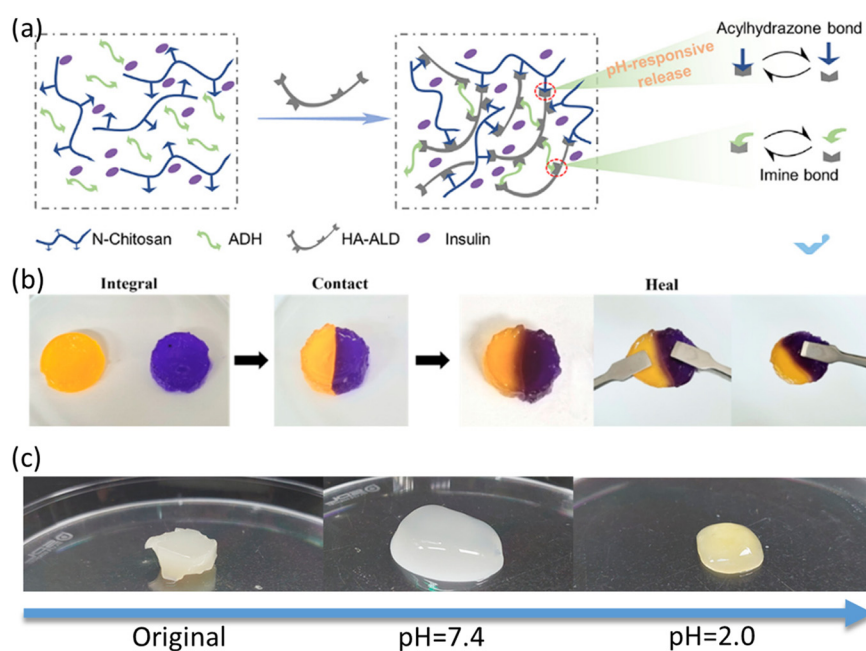 (a)
Acylhydrazone bond
pH-responsive
release
Imine bond
N-Chitosan
ADH
HA-ALD
Insulin
(b)
Integral
Contact
Heal
(c)
Original
pH=7.4
pH=2.0